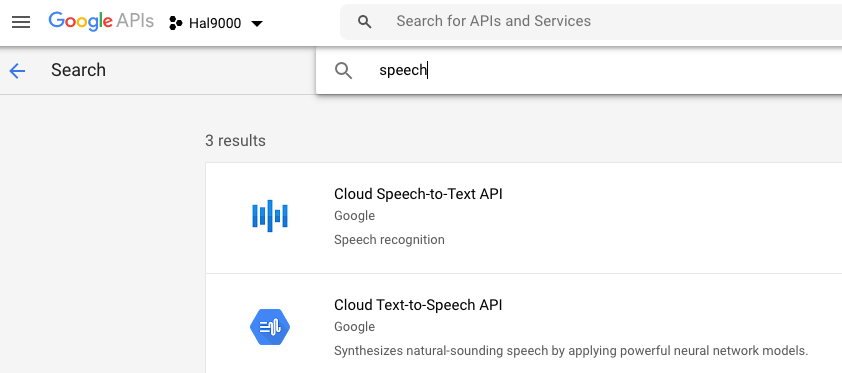 Google APIs Hal9000 Search for APIs and Services
Search speech
3 results
Cloud Speech-to-Text API
Google
Speech recognition
Cloud Text-to-Speech API
Google
Synthesizes natural-sounding speech by applying powerful neural network models.